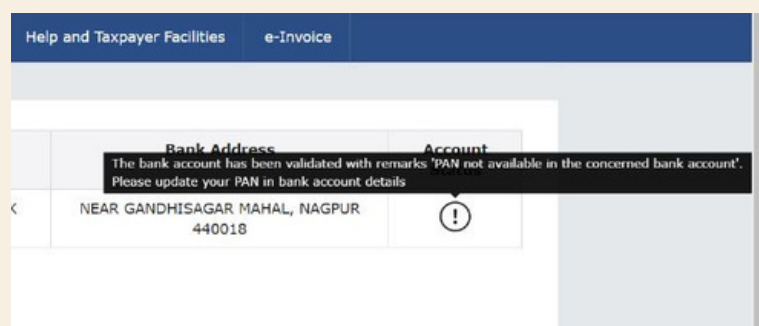 Help and Taxpayer Facilities e-Invoice
Bank Address Account
The bank account has been validated with remarks 'PAN not available in the concerned bank account'.
Please update your PAN in bank account details
NEAR GANDHISAGAR MAHAL, NAGPUR
440018